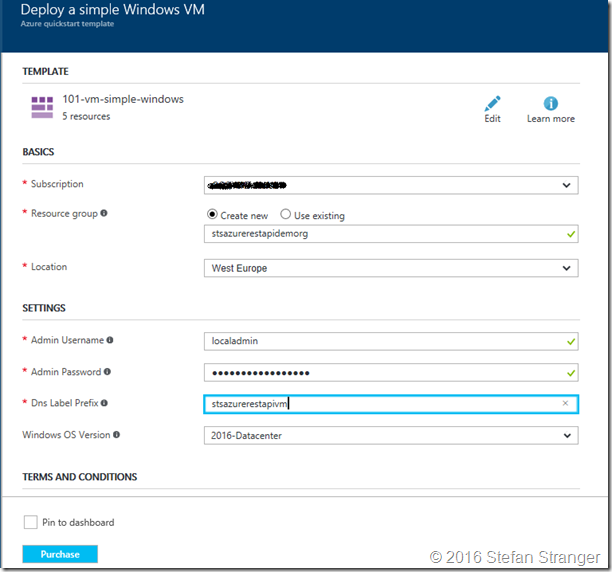 Deploy a simple Windows VM
Azure quickstart template
TEMPLATE
101-vm-simple-windows
5 resources
Edit
Learn more
BASICS
* Subscription
* Resource group
Create new
Use existing
stsazurerestapidemorg
* Location
West Europe
SETTINGS
* Admin Username
localadmin
* Admin Password
•••••••••••••••••
* Dns Label Prefix
stsazurerestapivm
Windows OS Version
2016-Datacenter
TERMS AND CONDITIONS
Pin to dashboard
Purchase
© 2016 Stefan Stranger